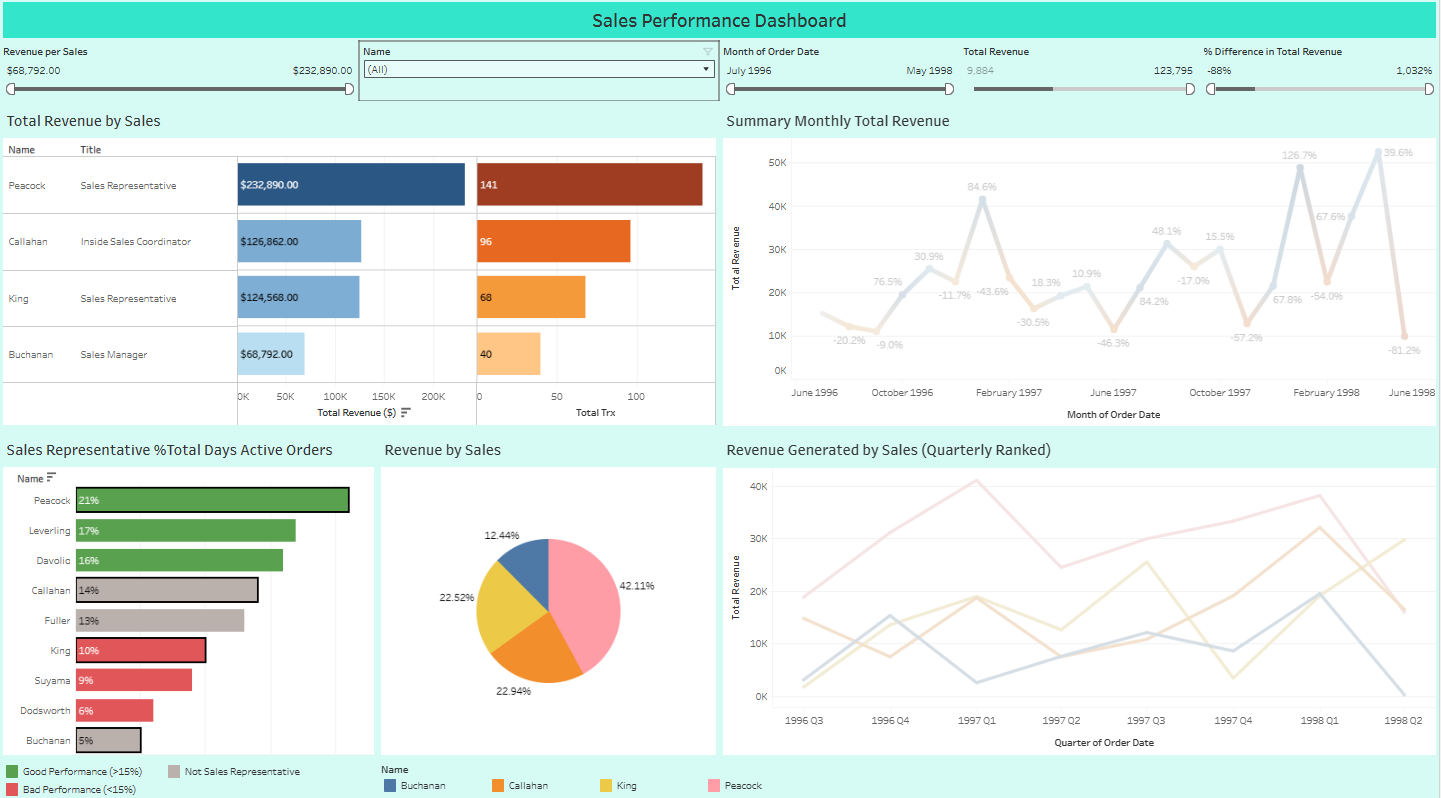 Sales Performance Dashboard
Revenue per Sales
$68,792.00 $232,890.00
Name
(All)
Month of Order Date
July 1996 May 1998
Total Revenue
9,884 123,795
% Difference in Total Revenue
-88% 1,032%
Total Revenue by Sales
Name Title
Peacock Sales Representative $232,890.00 141
Callahan Inside Sales Coordinator $126,862.00 96
King Sales Representative $124,568.00 68
Buchanan Sales Manager $68,792.00 40
0K 50K 100K 150K 200K 0 50 100
Total Revenue ($) Total Trx
Summary Monthly Total Revenue
Total Revenue
50K
40K
30K
20K
10K
0K
-20.2%
-9.0%
76.5%
30.9%
-11.7%
84.6%
-43.6%
-30.5%
18.3%
10.9%
-46.3%
84.2%
48.1%
-17.0%
15.5%
-57.2%
67.8%
126.7%
-54.0%
67.6%
39.6%
-81.2%
June 1996 October 1996 February 1997 June 1997 October 1997 February 1998 June 1998
Month of Order Date
Sales Representative %Total Days Active Orders
Name
Peacock 21%
Leverling 17%
Davolio 16%
Callahan 14%
Fuller 13%
King 10%
Suyama 9%
Dodsworth 6%
Buchanan 5%
Good Performance (>15%) Not Sales Representative
Bad Performance (<15%)
Revenue by Sales
12.44%
42.11%
22.52%
22.94%
Name
Buchanan Callahan King Peacock
Revenue Generated by Sales (Quarterly Ranked)
Total Revenue
40K
30K
20K
10K
0K
1996 Q3 1996 Q4 1997 Q1 1997 Q2 1997 Q3 1997 Q4 1998 Q1 1998 Q2
Quarter of Order Date